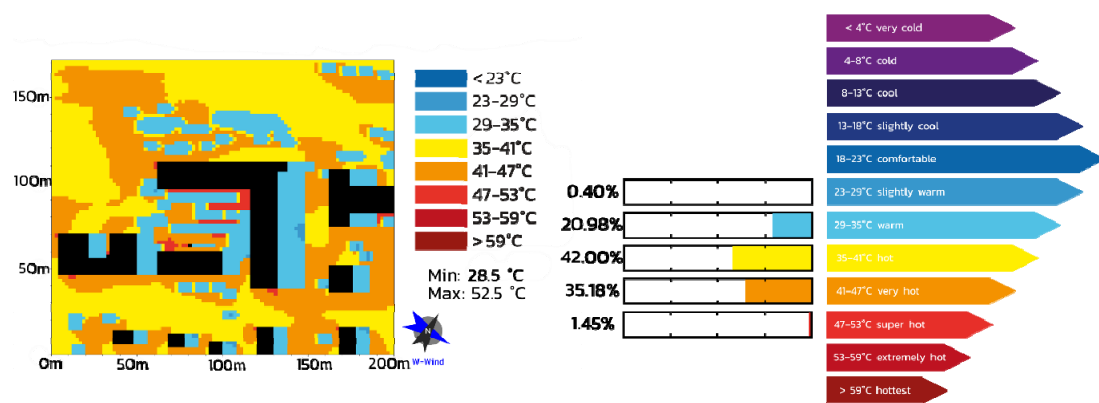 150m
100m
50m
0m 50m 100m 150m 200m
<23°C
23-29°C
29-35°C
35-41°C
41-47°C
47-53°C
53-59°C
>59°C
Min: 28.5 °C
Max: 52.5 °C
N
W-Wind
0.40%
20.98%
42.00%
35.18%
1.45%
< 4°C very cold
4-8°C cold
8-13°C cool
13-18°C slightly cool
18-23°C comfortable
23-29°C slightly warm
29-35°C warm
35-41°C hot
41-47°C very hot
47-53°C super hot
53-59°C extremely hot
> 59°C hottest